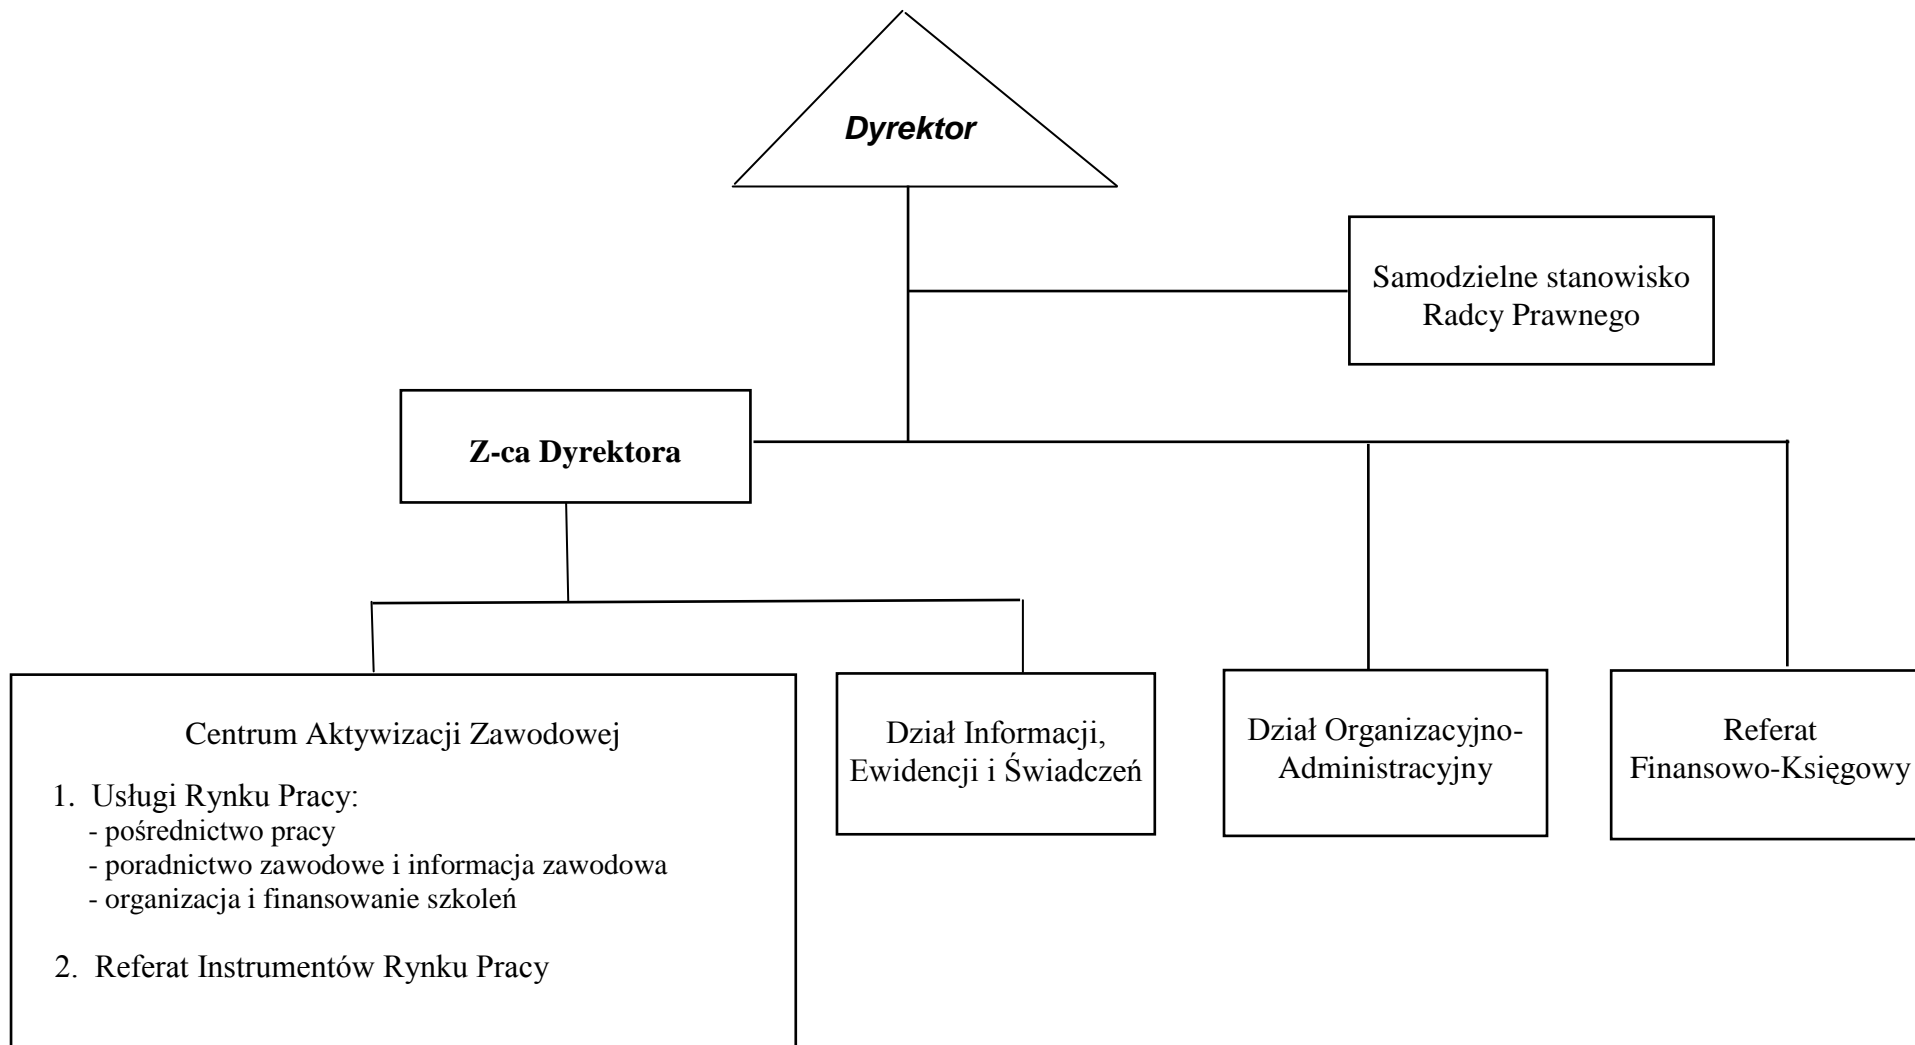 Dyrektor
Samodzielne stanowisko
Radcy Prawnego
Z-ca Dyrektora
Centrum Aktywizacji Zawodowej
1. Usługi Rynku Pracy:
- pośrednictwo pracy
- poradnictwo zawodowe i informacja zawodowa
- organizacja i finansowanie szkoleń
2. Referat Instrumentów Rynku Pracy
Dział Informacji,
Ewidencji i Świadczeń
Dział Organizacyjno-
Administracyjny
Referat
Finansowo-Księgowy